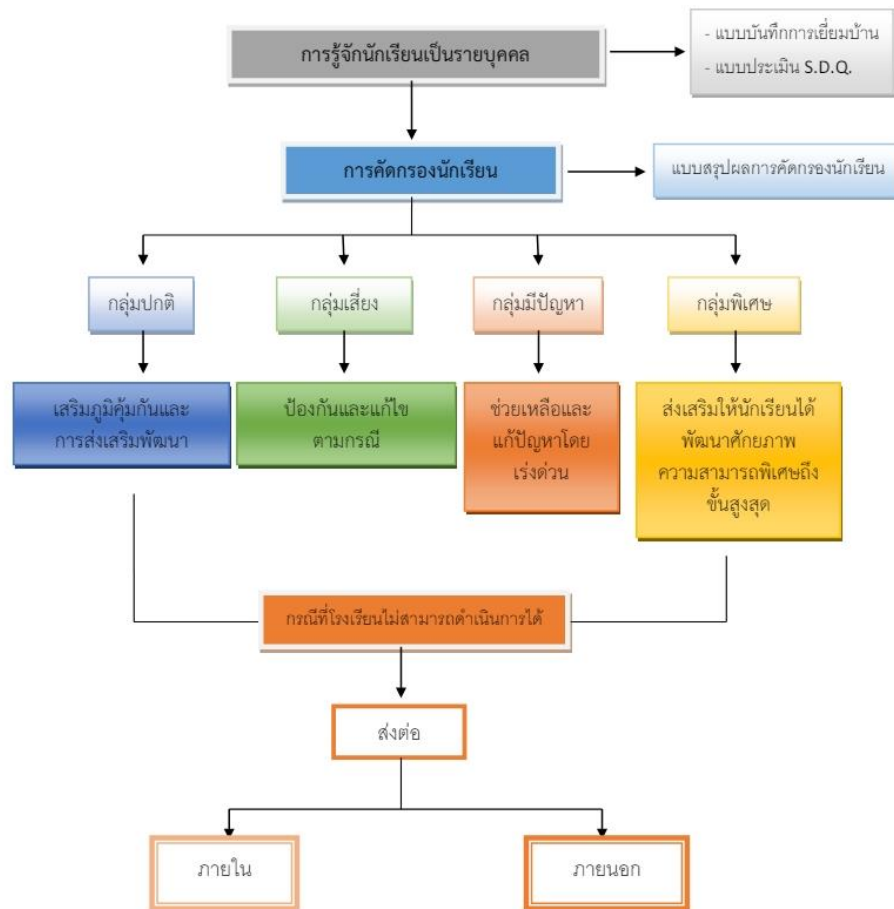 การรู้จักนักเรียนเป็นรายบุคคล
- แบบบันทึกการเยี่ยมบ้าน
- แบบประเมิน S.D.Q.
การคัดกรองนักเรียน
แบบสรุปผลการคัดกรองนักเรียน
กลุ่มปกติ
กลุ่มเสี่ยง
กลุ่มมีปัญหา
กลุ่มพิเศษ
เสริมภูมิคุ้มกันและ
การส่งเสริมพัฒนา
ป้องกันและแก้ไข
ตามกรณี
ช่วยเหลือและ
แก้ปัญหาโดย
เร่งด่วน
ส่งเสริมให้นักเรียนได้
พัฒนาศักยภาพ
ความสามารถพิเศษถึง
ขั้นสูงสุด
กรณีที่โรงเรียนไม่สามารถดำเนินการได้
ส่งต่อ
ภายใน
ภายนอก